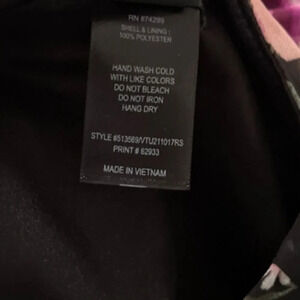 RN #74299
SHELL & LINING :
100% POLYESTER
HAND WASH COLD
WITH LIKE COLORS
DO NOT BLEACH
DO NOT IRON
HANG DRY
STYLE #513569/VTU211017RS
PRINT # 62933
MADE IN VIETNAM